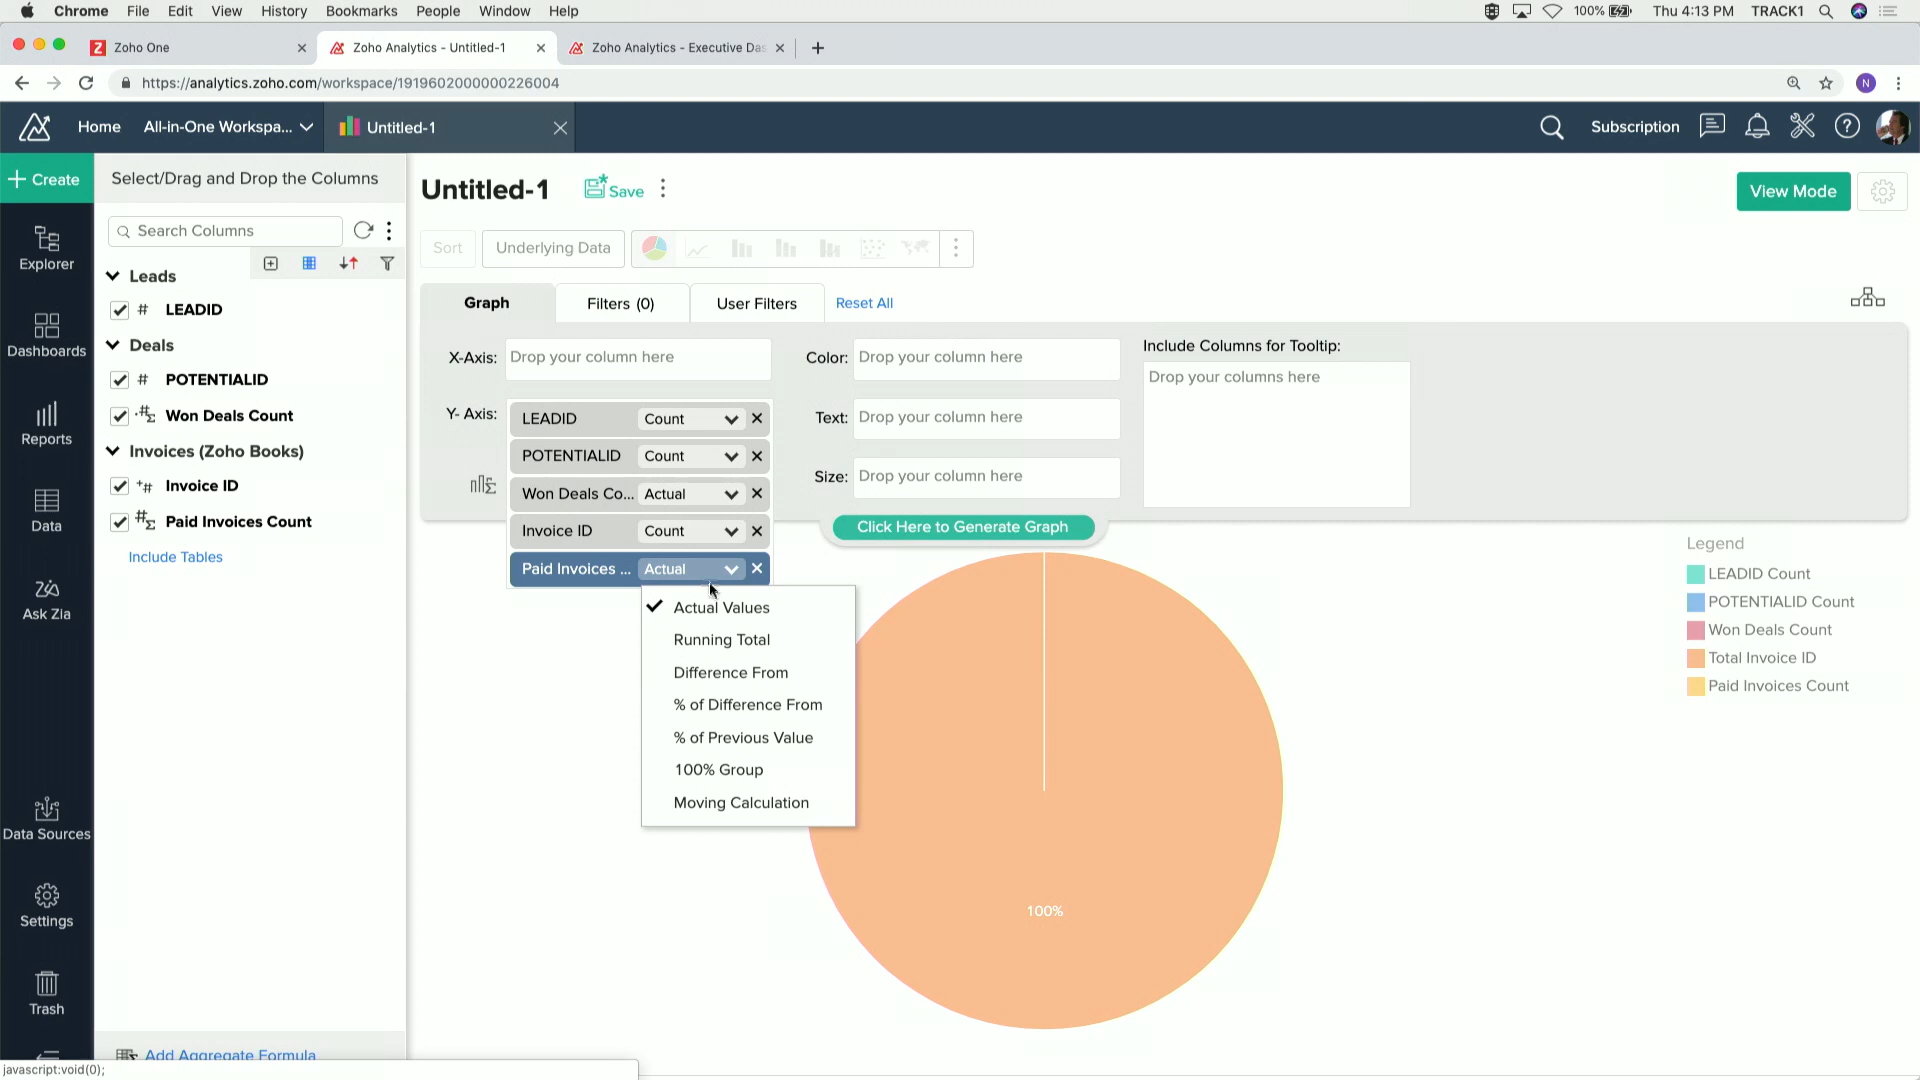 Chrome File Edit View History Bookmarks People Window Help 100% Thu 4:13 PM TRACK1
Zoho One Zoho Analytics - Untitled-1 Zoho Analytics - Executive Das
https://analytics.zoho.com/workspace/1919602000000226004 N
Home All-in-One Workspa... Untitled-1 Subscription
Create
Select/Drag and Drop the Columns
Untitled-1 Save View Mode
Search Columns
Sort Underlying Data
Explorer
Leads
LEADID
Graph Filters (0) User Filters Reset All
Dashboards
Deals
POTENTIALID
Won Deals Count
Reports
Invoices (Zoho Books)
Invoice ID
Paid Invoices Count
Include Tables
Data
Ask Zia
Data Sources
Settings
Trash
Add Aggregate Formula
javascript:void(0);
X-Axis: Drop your column here
Y- Axis:
LEADID Count
POTENTIALID Count
Won Deals Co... Actual
Invoice ID Count
Paid Invoices ... Actual
Actual Values
Running Total
Difference From
% of Difference From
% of Previous Value
100% Group
Moving Calculation
Color: Drop your column here
Text: Drop your column here
Size: Drop your column here
Include Columns for Tooltip:
Drop your columns here
Click Here to Generate Graph
100%
Legend
LEADID Count
POTENTIALID Count
Won Deals Count
Total Invoice ID
Paid Invoices Count